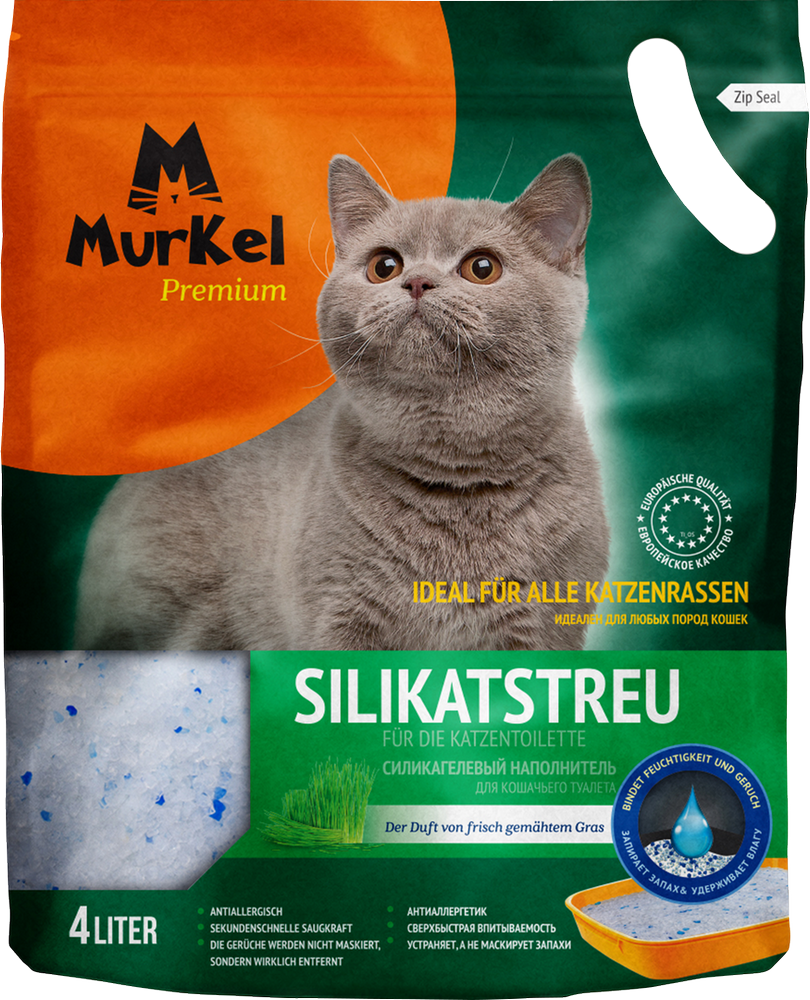 Zip Seal
MurKel
Premium
EUROPÄISCHE QUALITÄT
ЕВРОПЕЙСКОЕ КАЧЕСТВО
IDEAL FÜR ALLE KATZENRASSEN
ИДЕАЛЕН ДЛЯ ЛЮБЫХ ПОРОД КОШЕК
SILIKATSTREU
FÜR DIE KATZENTOILETTE
СИЛИКАГЕЛЕВЫЙ НАПОЛНИТЕЛЬ
ДЛЯ КОШАЧЬЕГО ТУАЛЕТА
Der Duft von frisch gemähtem Gras
BINDET FEUCHTIGKEIT UND GERUCH
ЗАПИРАЕТ ЗАПАХ& УДЕРЖИВАЕТ ВЛАГУ
4 LITER
ANTIALLERGISCH
SEKUNDENSCHNELLE SAUGKRAFT
DIE GERÜCHE WERDEN NICHT MASKIERT,
SONDERN WIRKLICH ENTFERNT
АНТИАЛЛЕРГЕТИК
СВЕРХБЫСТРАЯ ВПИТЫВАЕМОСТЬ
УСТРАНЯЕТ, А НЕ МАСКИРУЕТ ЗАПАХИ